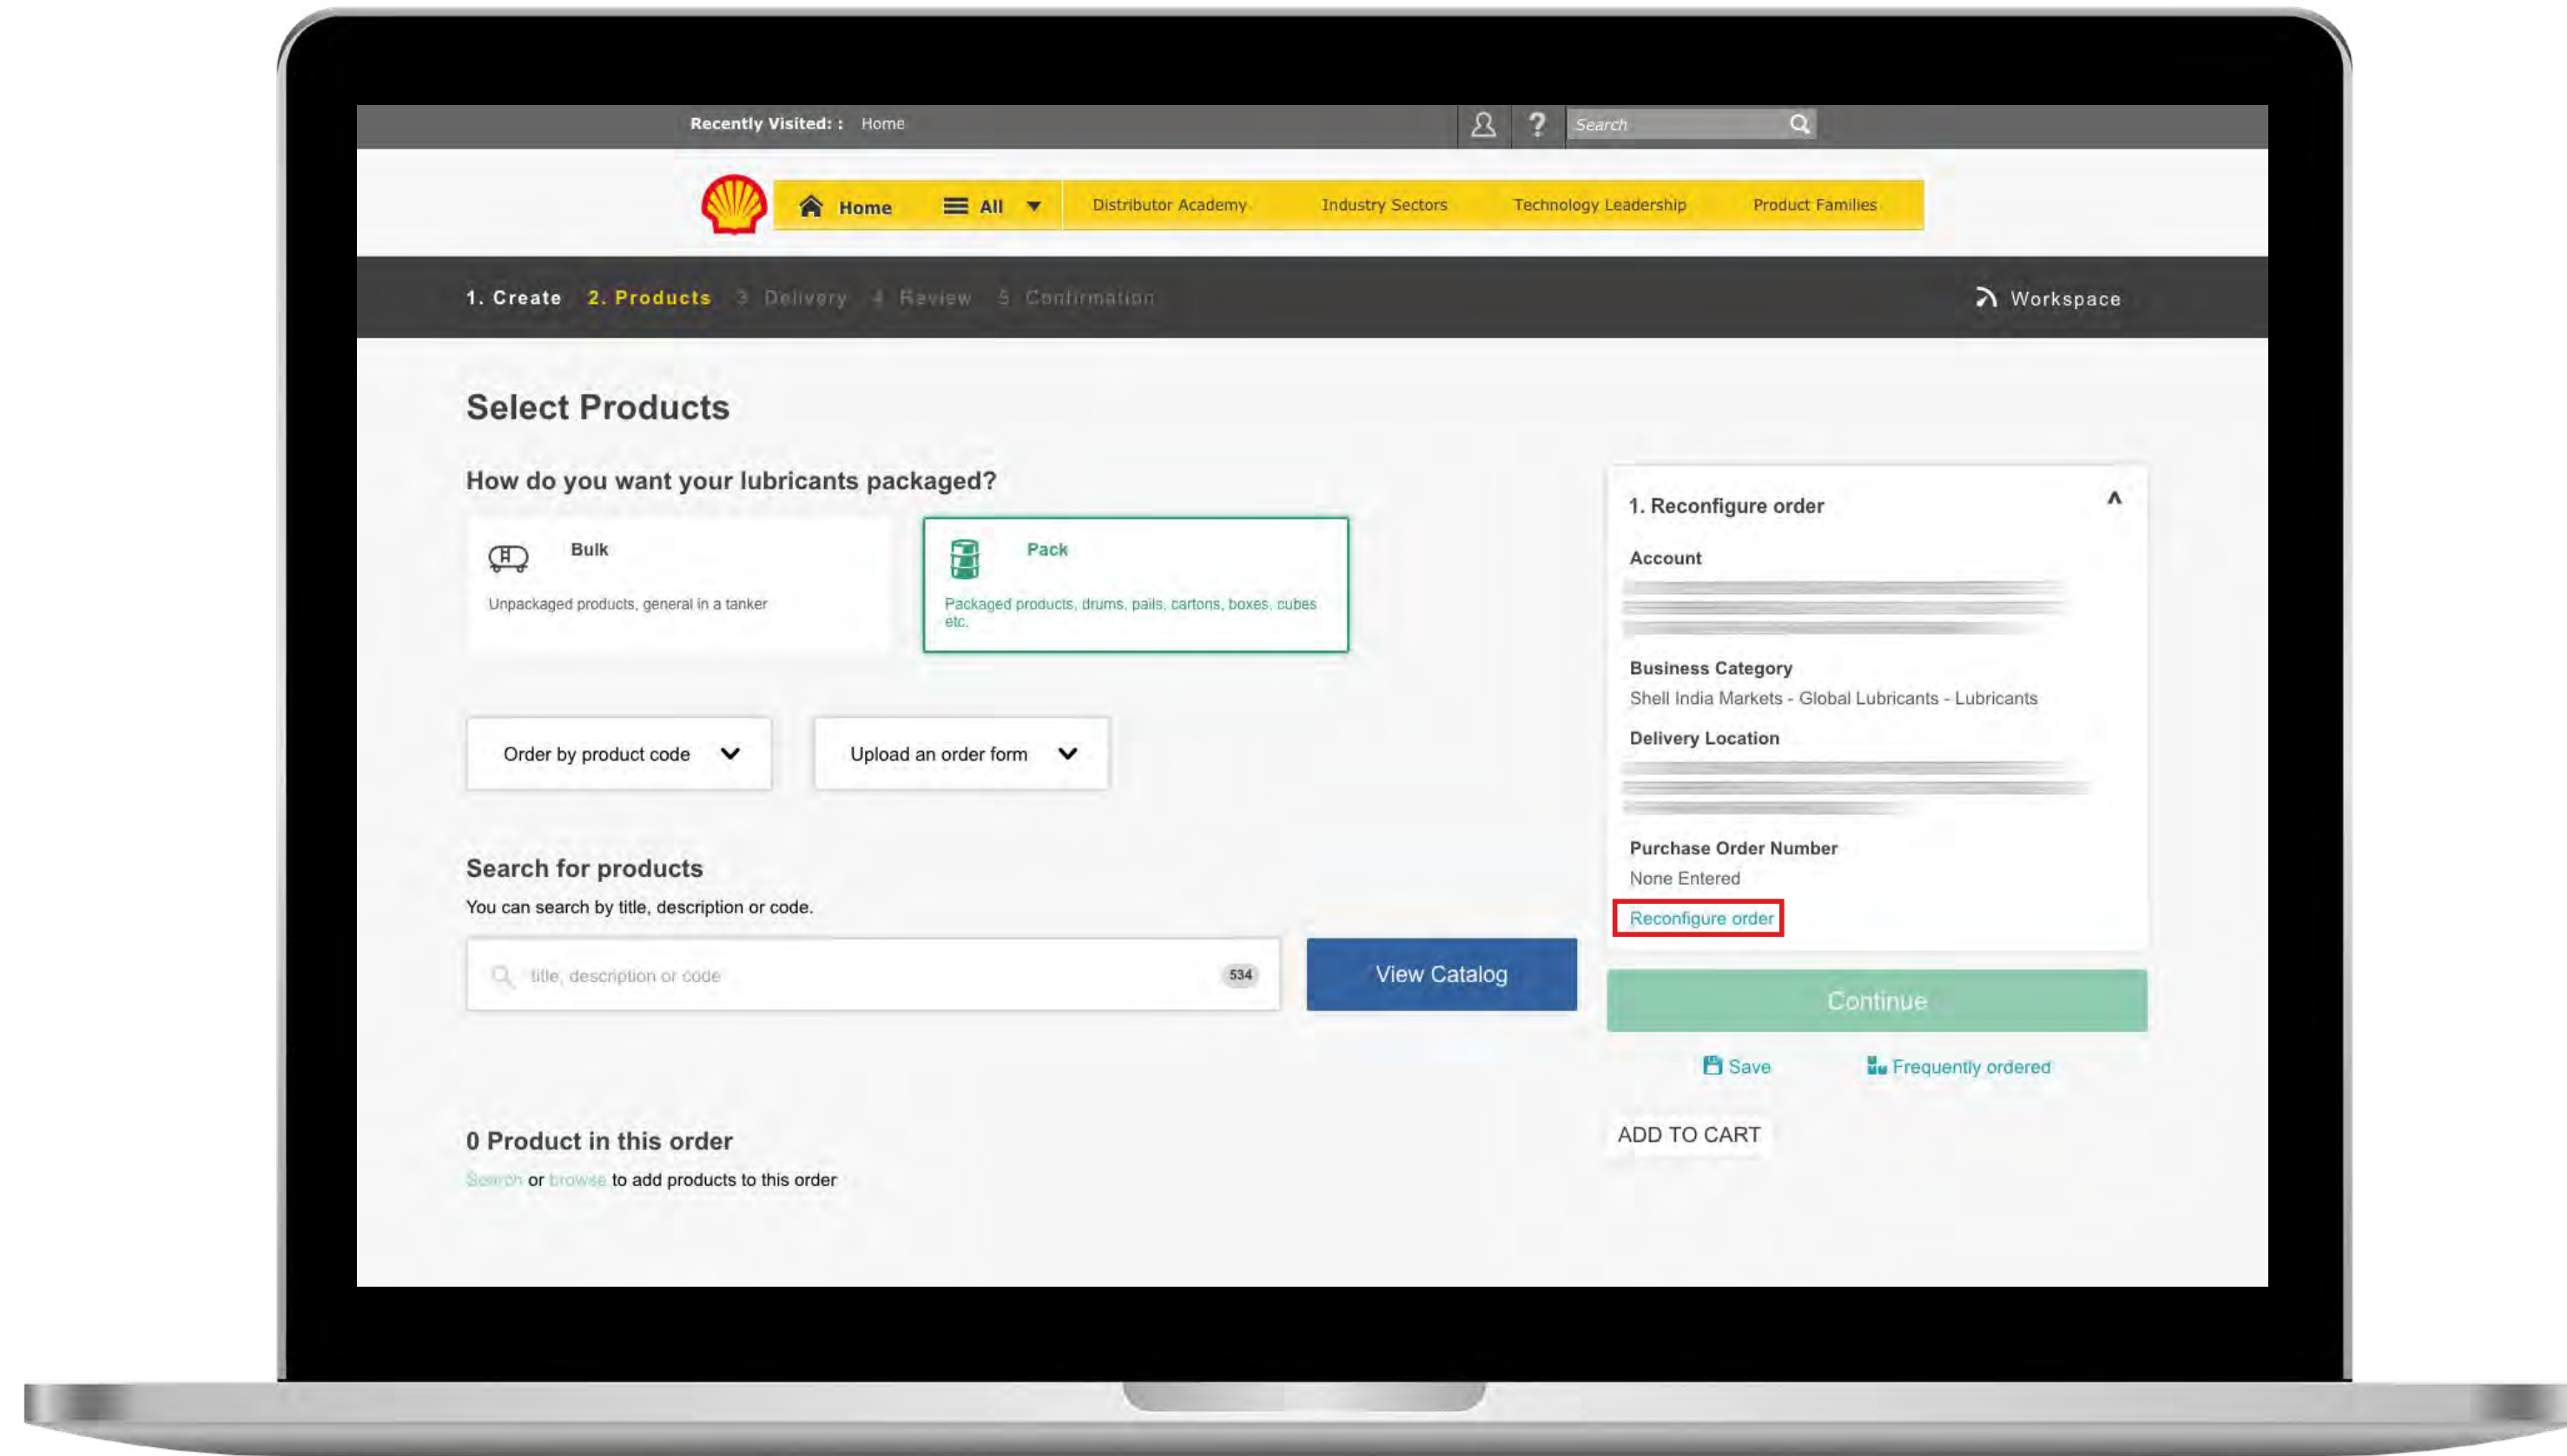 Recently Visited: : Home
Search
Home All Distributor Academy Industry Sectors Technology Leadership Product Families
1. Create 2. Products 3 Delivery 4 Review 5 Confirmation
Workspace
Select Products
How do you want your lubricants packaged?
Bulk
Unpackaged products, general in a tanker
Pack
Packaged products, drums, pails, cartons, boxes, cubes
etc.
Order by product code
Upload an order form
Search for products
You can search by title, description or code.
title, description or code
534
View Catalog
0 Product in this order
Search or browse to add products to this order
1. Reconfigure order
Account
Business Category
Shell India Markets - Global Lubricants - Lubricants
Delivery Location
Purchase Order Number
None Entered
Reconfigure order
Continue
Save
Frequently ordered
ADD TO CART